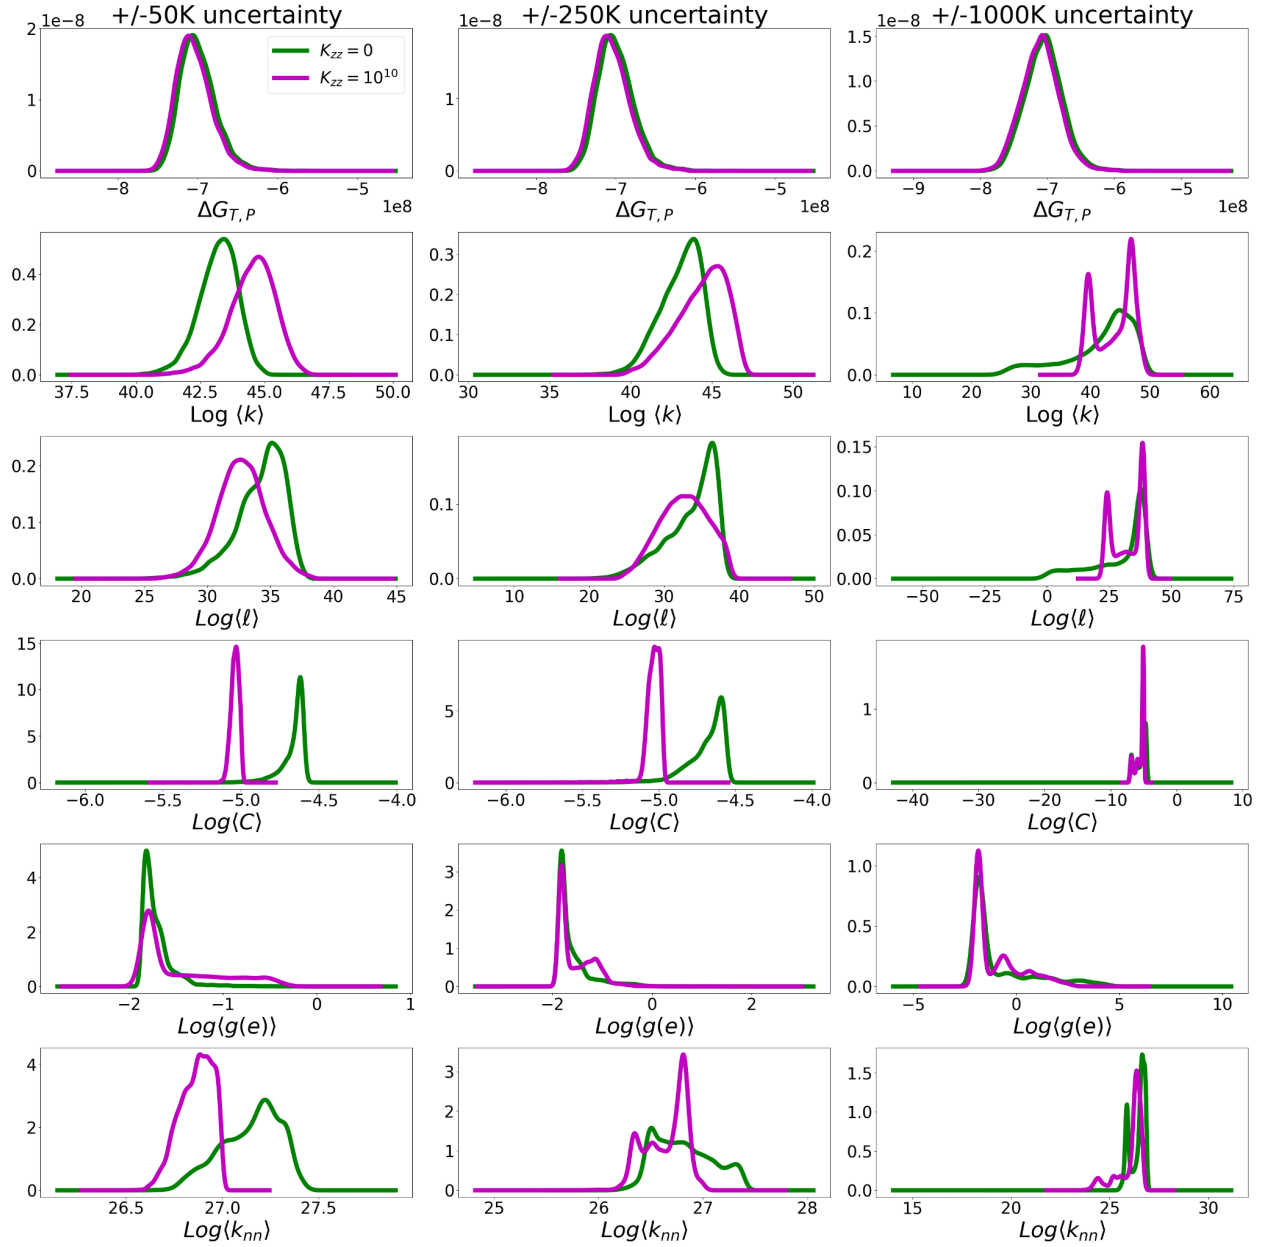 +/-50K uncertainty +/-250K uncertainty +/-1000K uncertainty
1e−8 1e−8 1e−8
2 1 0 −8 −7 −6 −5 1e8
K_zz = 0
K_zz = 10^10
ΔG_T,P
1 0 −8 −7 −6 −5 1e8
ΔG_T,P
1.5 1.0 0.5 0.0 −9 −8 −7 −6 −5 1e8
ΔG_T,P
0.4 0.2 0.0 37.5 40.0 42.5 45.0 47.5 50.0
Log ⟨k⟩
0.3 0.2 0.1 0.0 30 35 40 45 50
Log ⟨k⟩
0.2 0.1 0.0 10 20 30 40 50 60
Log ⟨k⟩
0.2 0.1 0.0 20 25 30 35 40 45
Log⟨ℓ⟩
0.1 0.0 10 20 30 40 50
Log⟨ℓ⟩
0.15 0.10 0.05 0.00 −50 −25 0 25 50 75
Log⟨ℓ⟩
15 10 5 0 −6.0 −5.5 −5.0 −4.5 −4.0
Log⟨C⟩
5 0 −6.0 −5.5 −5.0 −4.5 −4.0
Log⟨C⟩
1 0 −40 −30 −20 −10 0 10
Log⟨C⟩
4 2 0 −2 −1 0 1
Log⟨g(e)⟩
3 2 1 0 −2 0 2
Log⟨g(e)⟩
1.0 0.5 0.0 −5 0 5 10
Log⟨g(e)⟩
4 2 0 26.5 27.0 27.5
Log⟨k_nn⟩
3 2 1 0 25 26 27 28
Log⟨k_nn⟩
1.5 1.0 0.5 0.0 15 20 25 30
Log⟨k_nn⟩